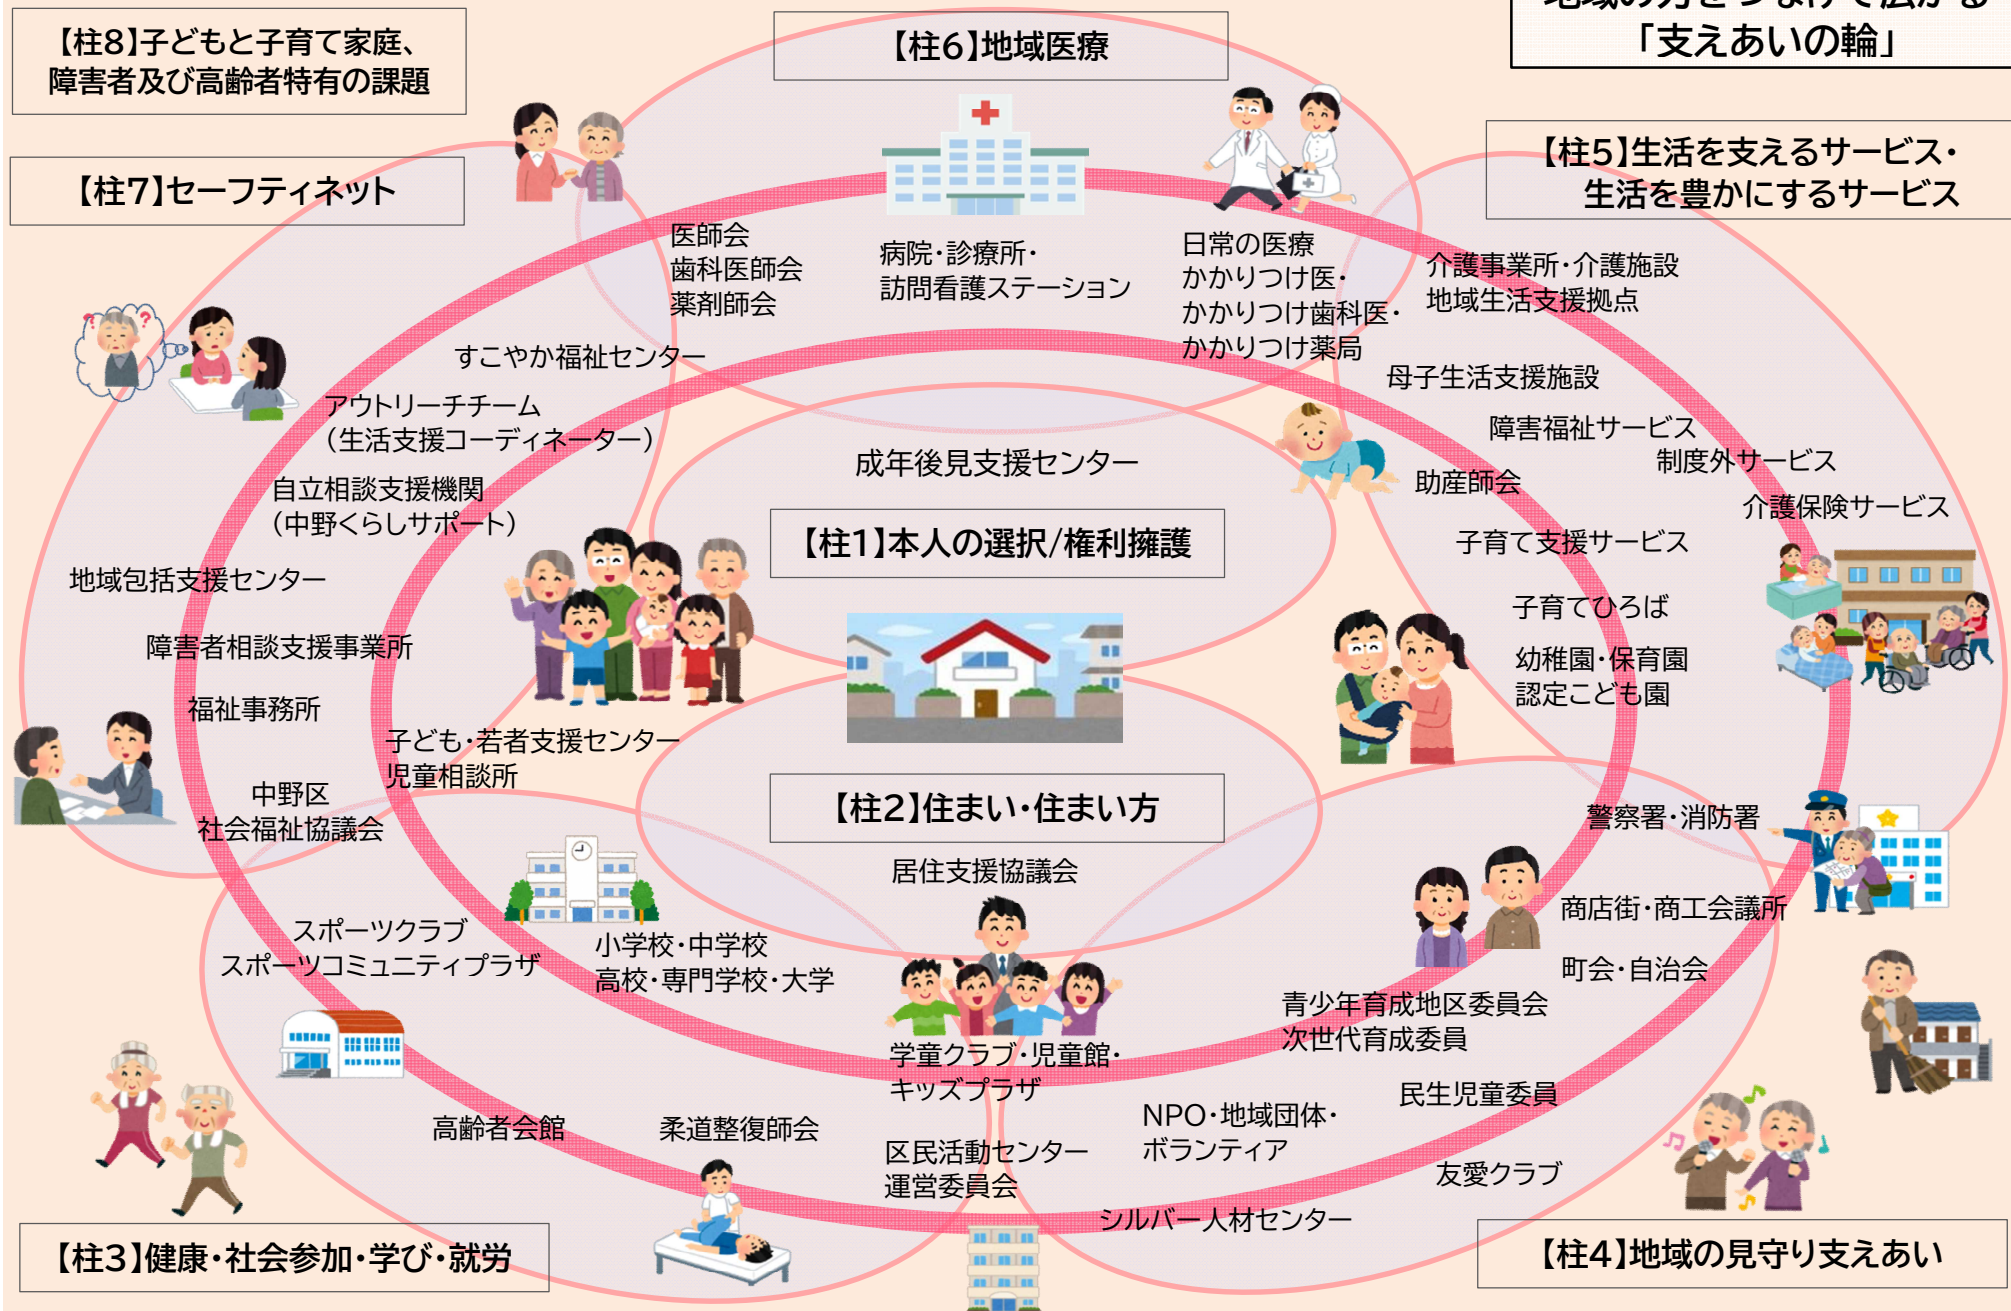 【柱8】子どもと子育て家庭、
障害者及び高齢者特有の課題
【柱6】地域医療
「支えあいの輪」
【柱7】セーフティネット
【柱5】生活を支えるサービス・
生活を豊かにするサービス
医師会
歯科医師会
薬剤師会
病院・診療所・
訪問看護ステーション
日常の医療
かかりつけ医・
かかりつけ歯科医・
かかりつけ薬局
介護事業所・介護施設
地域生活支援拠点
すこやか福祉センター
母子生活支援施設
アウトリーチチーム
（生活支援コーディネーター）
障害福祉サービス
制度外サービス
成年後見支援センター
助産師会
介護保険サービス
自立相談支援機関
（中野くらしサポート）
【柱1】本人の選択/権利擁護
子育て支援サービス
地域包括支援センター
子育てひろば
障害者相談支援事業所
幼稚園・保育園
認定こども園
福祉事務所
子ども・若者支援センター
児童相談所
中野区
社会福祉協議会
【柱2】住まい・住まい方
警察署・消防署
居住支援協議会
商店街・商工会議所
スポーツクラブ
スポーツコミュニティプラザ
小学校・中学校
高校・専門学校・大学
町会・自治会
青少年育成地区委員会
次世代育成委員
学童クラブ・児童館・
キッズプラザ
民生児童委員
高齢者会館
柔道整復師会
NPO・地域団体・
ボランティア
区民活動センター
運営委員会
友愛クラブ
シルバー人材センター
【柱3】健康・社会参加・学び・就労
【柱4】地域の見守り支えあい